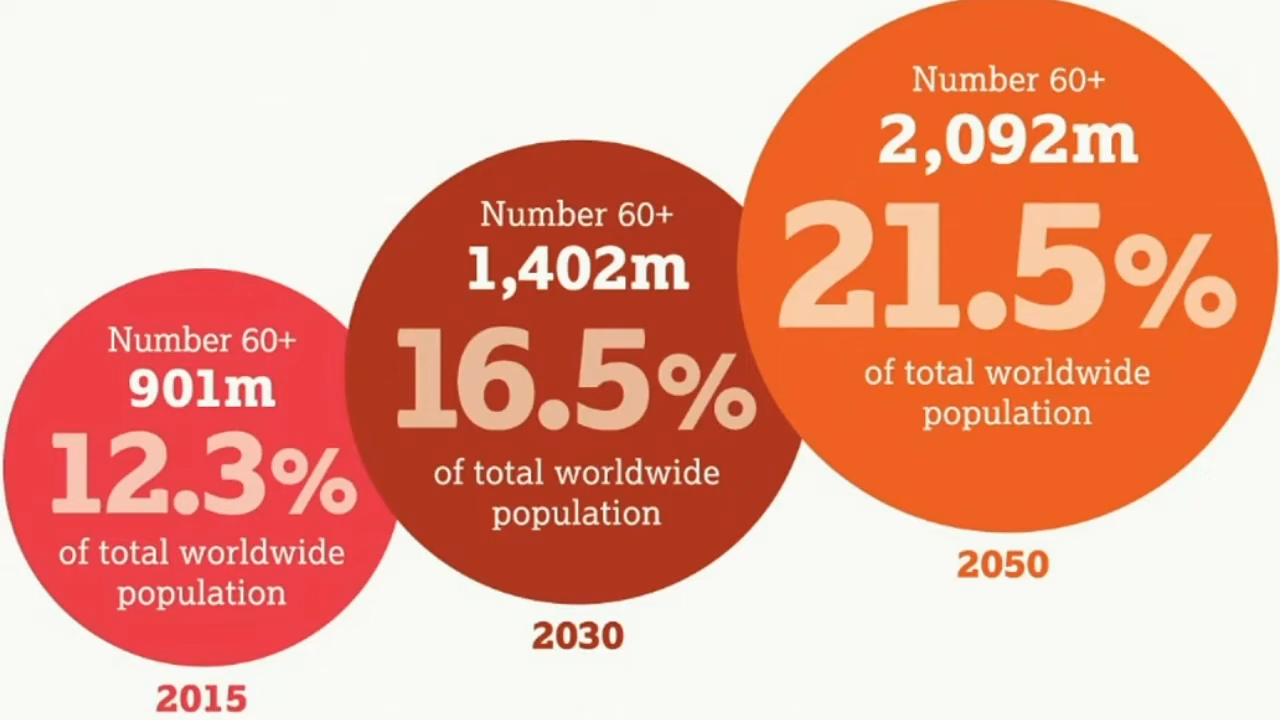 Number 60+
901m
12.3%
of total worldwide
population
2015
Number 60+
1,402m
16.5%
of total worldwide
population
2030
Number 60+
2,092m
21.5%
of total worldwide
population
2050